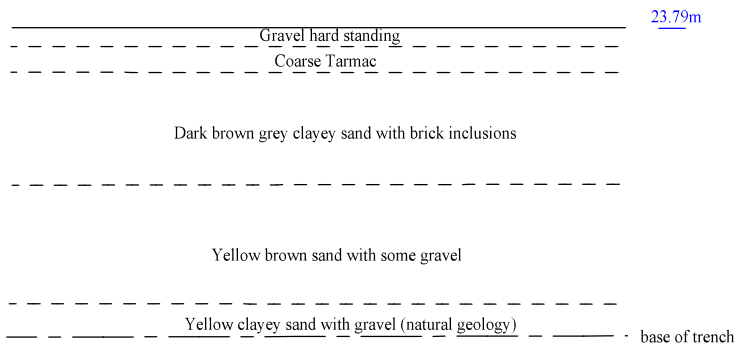 23.79m
Gravel hard standing
Coarse Tarmac
Dark brown grey clayey sand with brick inclusions
Yellow brown sand with some gravel
Yellow clayey sand with gravel (natural geology)
base of trench